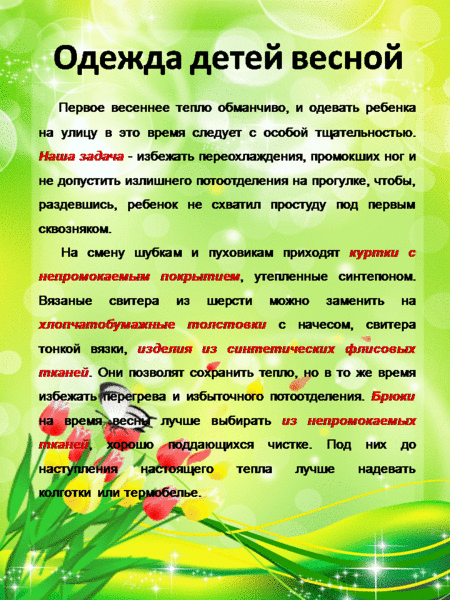 Одежда детей весной
Первое весеннее тепло обманчиво, и одевать ребенка
на улицу в это время следует с особой тщательностью.
Наша задача - избежать переохлаждения, промокших ног и
не допустить излишнего потоотделения на прогулке, чтобы,
раздевшись, ребенок не схватил простуду под первым
сквозняком.
На смену шубкам и пуховикам приходят куртки с
непромокаемым покрытием, утепленные синтепоном.
Вязаные свитера из шерсти можно заменить на
хлопчатобумажные толстовки с начесом, свитера
тонкой вязки, изделия из синтетических флисовых
тканей. Они позволят сохранить тепло, но в то же время
избежать перегрева и избыточного потоотделения. Брюки
на время весны лучше выбирать из непромокаемых
тканей, хорошо поддающихся чистке. Под них до
наступления настоящего тепла лучше надевать
колготки или термобелье.